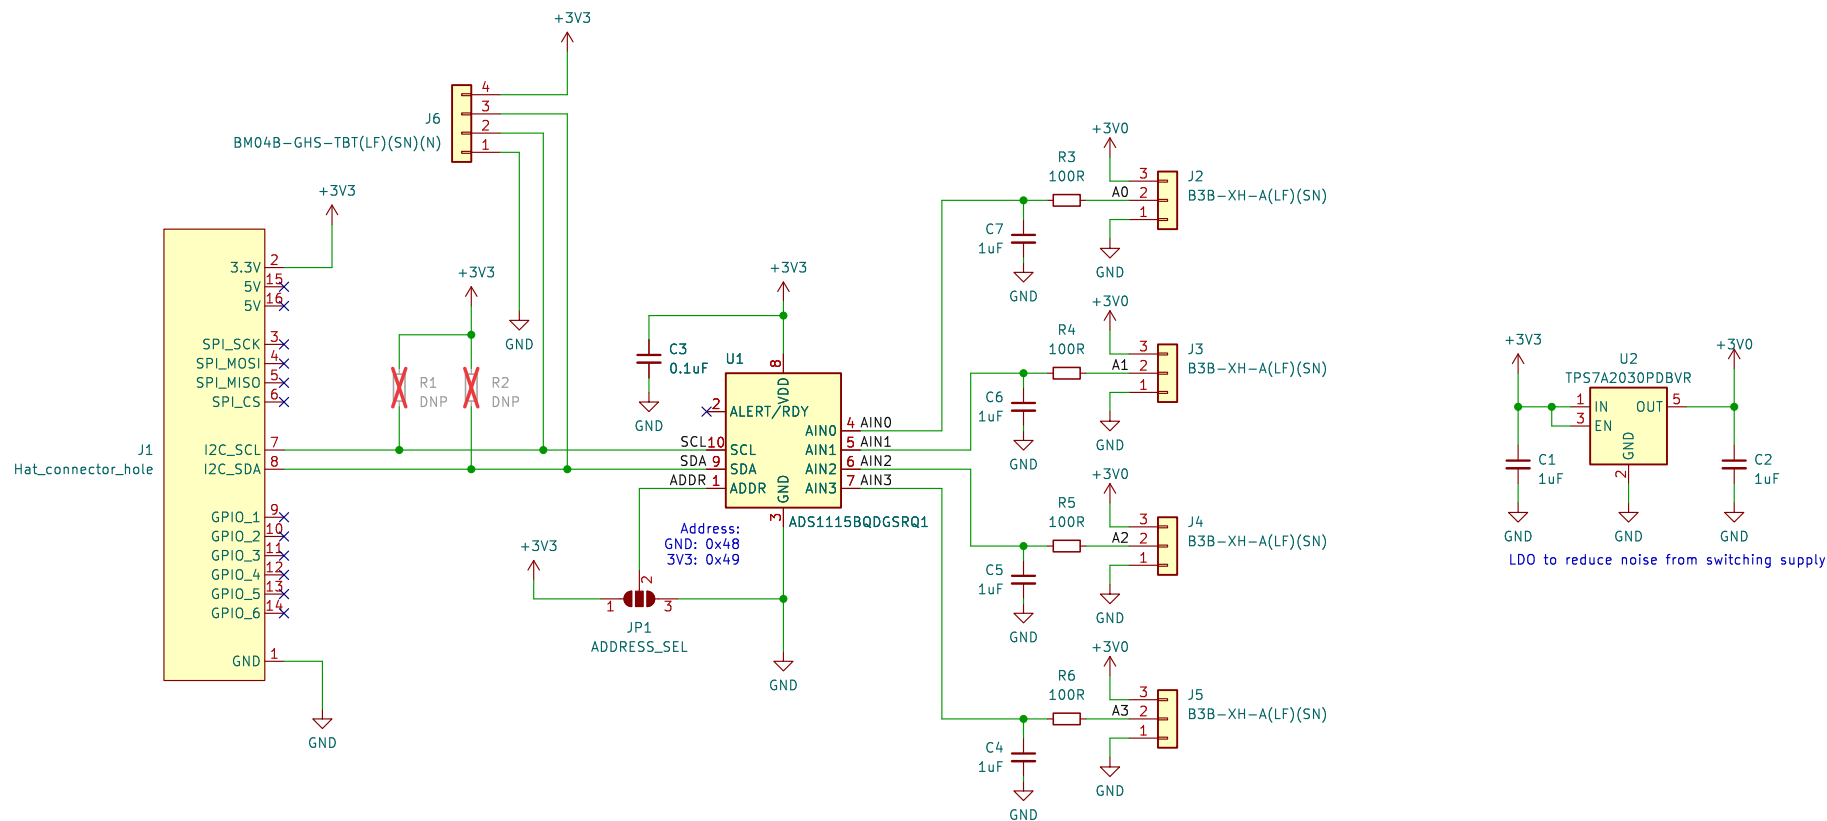 +3V3
J6
BM04B-GHS-TBT(LF)(SN)(N)
4
3
2
1
GND
+3V3
J1
Hat_connector_hole
3.3V 2
5V 15
5V 16
SPI_SCK 3
SPI_MOSI 4
SPI_MISO 5
SPI_CS 6
I2C_SCL 7
I2C_SDA 8
GPIO_1 9
GPIO_2 10
GPIO_3 11
GPIO_4 12
GPIO_5 13
GPIO_6 14
GND 1
GND
+3V3
R1
DNP
R2
DNP
+3V3
C3
0.1uF
GND
U1
8
VDD
2 ALERT/RDY
SCL 10 SCL
SDA 9 SDA
ADDR 1 ADDR
AIN0 4 AIN0
AIN1 5 AIN1
AIN2 6 AIN2
AIN3 7 AIN3
GND
3
ADS1115BQDGSRQ1
Address:
GND: 0x48
3V3: 0x49
+3V3
1
2
3
JP1
ADDRESS_SEL
GND
+3V0
R3
100R
A0
3
2
1
J2
B3B-XH-A(LF)(SN)
C7
1uF
GND
GND
+3V0
R4
100R
A1
3
2
1
J3
B3B-XH-A(LF)(SN)
C6
1uF
GND
GND
+3V0
R5
100R
A2
3
2
1
J4
B3B-XH-A(LF)(SN)
C5
1uF
GND
GND
+3V0
R6
100R
A3
3
2
1
J5
B3B-XH-A(LF)(SN)
C4
1uF
GND
GND
+3V3
U2
TPS7A2030PDBVR
+3V0
1 IN
3 EN
OUT 5
GND
2
C1
1uF
C2
1uF
GND
GND
GND
LDO to reduce noise from switching supply